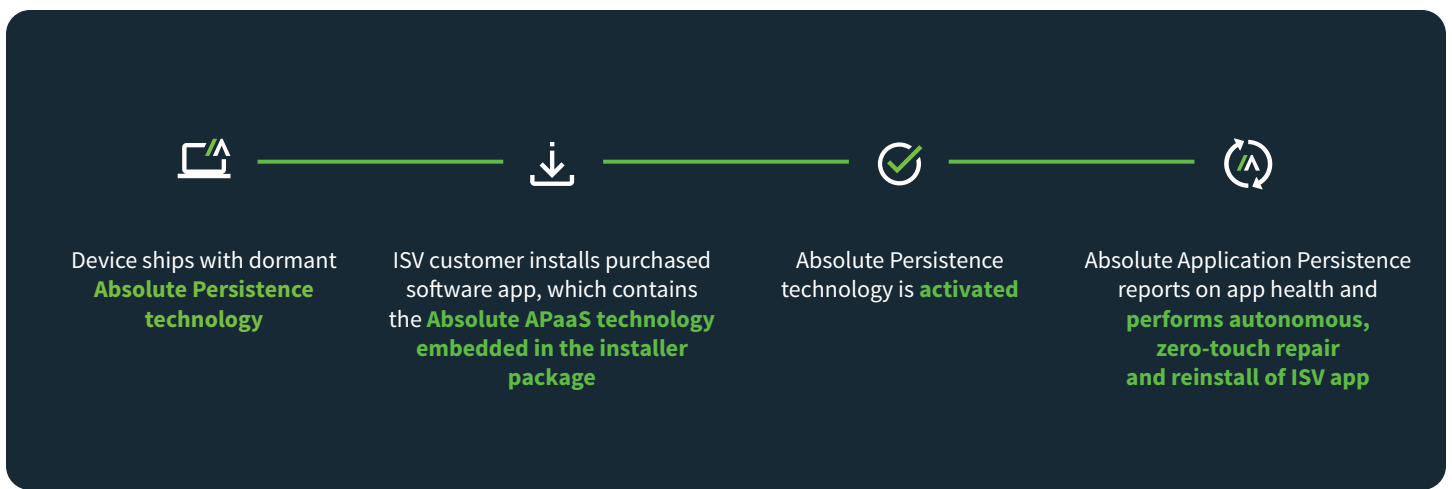 Device ships with dormant
Absolute Persistence
technology
ISV customer installs purchased
software app, which contains
the Absolute APaaS technology
embedded in the installer
package
Absolute Persistence
technology is activated
Absolute Application Persistence
reports on app health and
performs autonomous,
zero-touch repair
and reinstall of ISV app